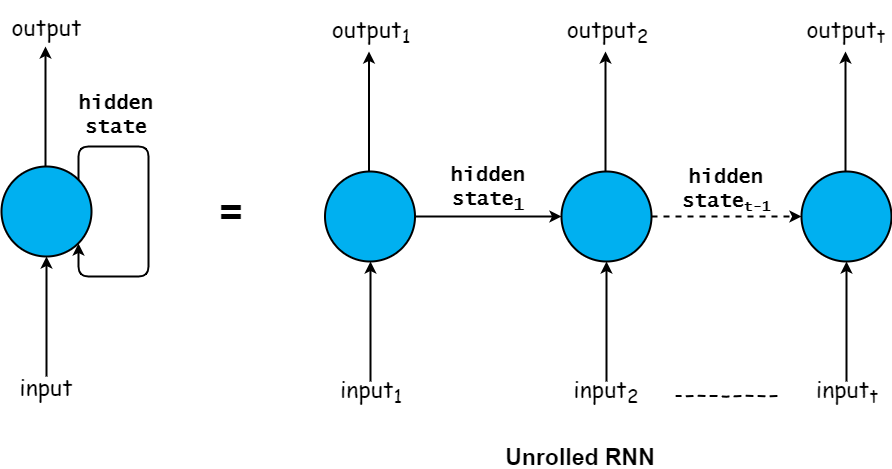 output
hidden
state
input
=
output₁
output₂
outputₜ
hidden
state₁
hidden
stateₜ₋₁
input₁
input₂
inputₜ
Unrolled RNN